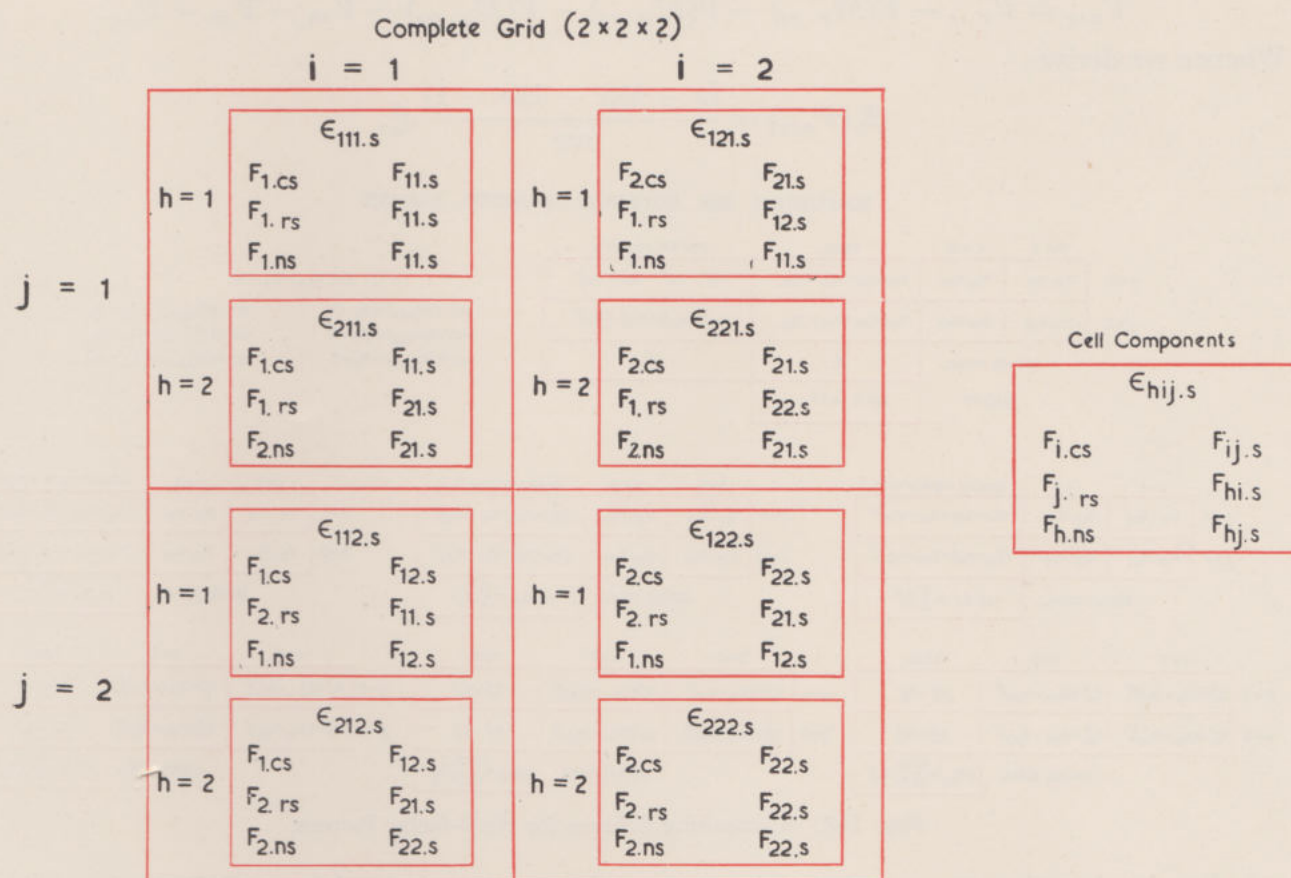 Complete Grid (2 × 2 × 2)
i = 1 i = 2
j = 1
h = 1
ϵ111.s
F1.cs F11.s
F1. rs F11.s
F1.ns F11.s
h = 1
ϵ121.s
F2.cs F21.s
F1. rs F12.s
F1.ns F11.s
h = 2
ϵ211.s
F1.cs F11.s
F1. rs F21.s
F2.ns F21.s
h = 2
ϵ221.s
F2.cs F21.s
F1. rs F22.s
F2.ns F21.s
j = 2
h = 1
ϵ112.s
F1.cs F12.s
F2. rs F11.s
F1.ns F12.s
h = 1
ϵ122.s
F2.cs F22.s
F2. rs F21.s
F1.ns F12.s
h = 2
ϵ212.s
F1.cs F12.s
F2. rs F21.s
F2.ns F22.s
h = 2
ϵ222.s
F2.cs F22.s
F2. rs F22.s
F2.ns F22.s
Cell Components
ϵhij.s
Fi.cs Fij.s
Fj. rs Fhi.s
Fh.ns Fhj.s